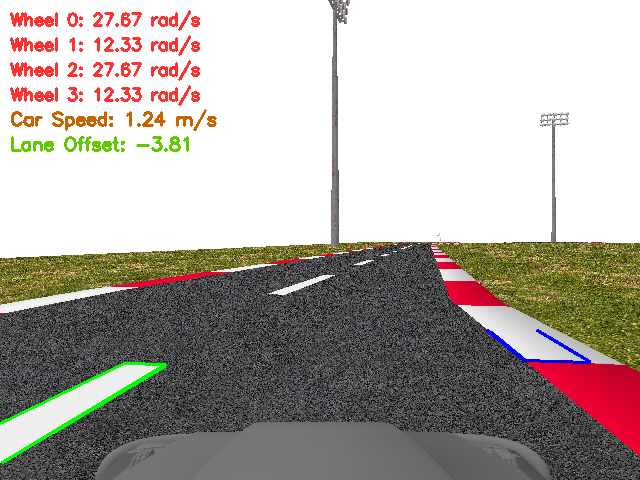 Wheel 0: 27.67 rad/s
Wheel 1: 12.33 rad/s
Wheel 2: 27.67 rad/s
Wheel 3: 12.33 rad/s
Car Speed: 1.24 m/s
Lane Offset: -3.81